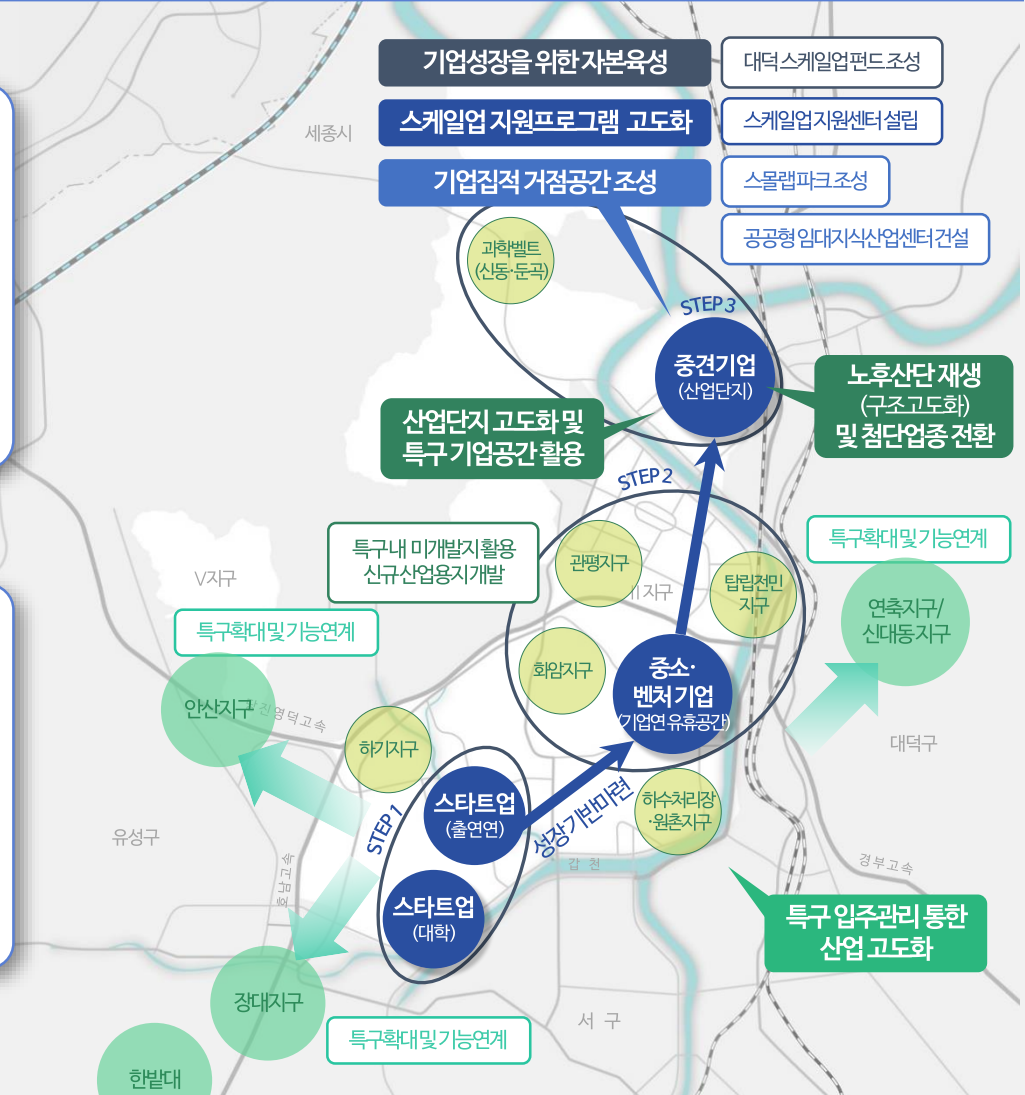 기업성장을 위한 자본육성
대덕 스케일업 펀드 조성
스케일업 지원프로그램 고도화
스케일업 지원센터 설립
세종시
기업집적 거점공간 조성
스몰랩 파크 조성
공공형 임대지식산업센터 건설
과학벨트
(신동·둔곡)
STEP 3
중견기업
(산업단지)
노후산단 재생
(구조고도화)
및 첨단업종 전환
산업단지 고도화 및
특구 기업공간 활용
STEP 2
특구 내 미개발지 활용
신규 산업용지 개발
관평지구
지구
탑립전민
지구
특구확대 및 기능연계
연축지구/
신대동 지구
V지구
특구확대 및 기능연계
화암지구
중소·
벤처 기업
(기업연 유휴공간)
안산지구
진영덕고속
하기지구
대덕구
STEP 1
스타트업
(출연연)
성장 기반 마련
하수처리장
·원촌지구
유성구
호남고속
갑 천
경부고속
스타트업
(대학)
특구 입주관리 통한
산업 고도화
장대지구
서 구
특구확대 및 기능연계
한밭대